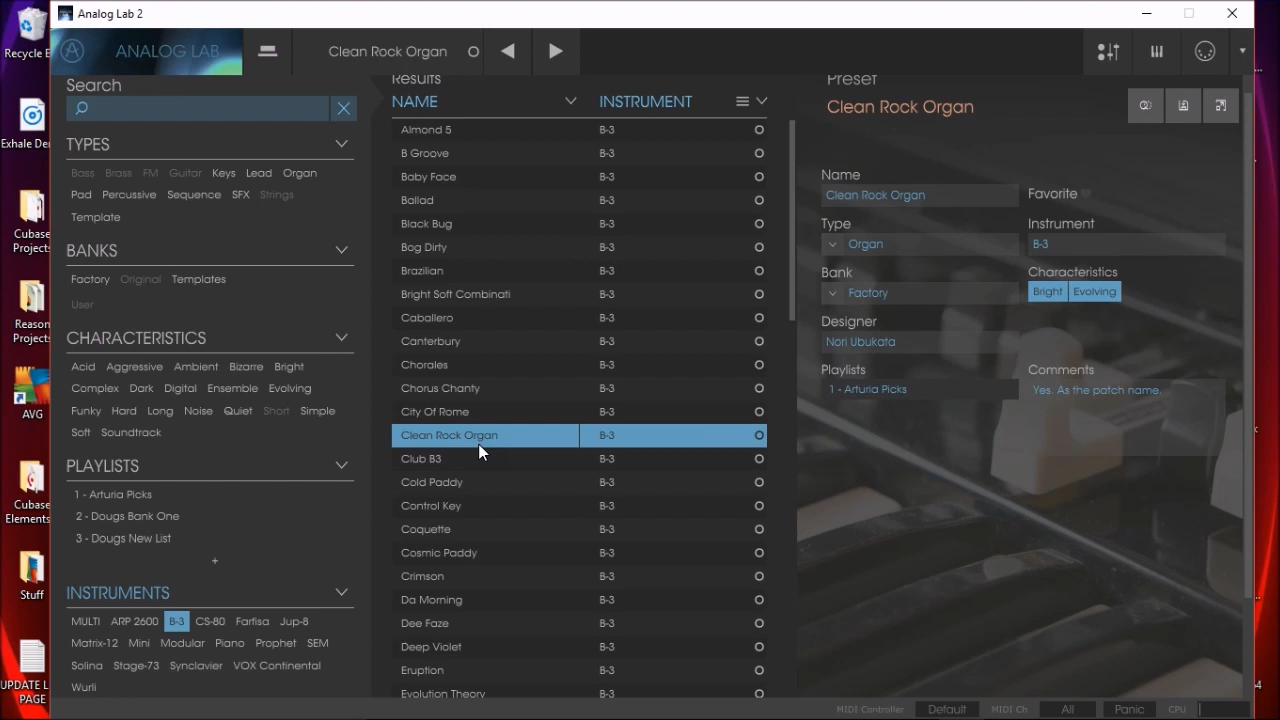 Analog Lab 2
ANALOG LAB
Clean Rock Organ
Search
TYPES
Bass Brass FM Guitar Keys Lead Organ
Pad Percussive Sequence SFX Strings
Template
BANKS
Factory Original Templates
User
CHARACTERISTICS
Acid Aggressive Ambient Bizarre Bright
Complex Dark Digital Ensemble Evolving
Funky Hard Long Noise Quiet Short Simple
Soft Soundtrack
PLAYLISTS
1 - Arturia Picks
2 - Dougs Bank One
3 - Dougs New List
+
INSTRUMENTS
MULTI ARP 2600 B-3 CS-80 Farfisa Jup-8
Matrix-12 Mini Modular Piano Prophet SEM
Solina Stage-73 Synclavier VOX Continental
Wurli
Results
NAME INSTRUMENT
Almond 5 B-3
B Groove B-3
Baby Face B-3
Ballad B-3
Black Bug B-3
Bog Dirty B-3
Brazilian B-3
Bright Soft Combinati B-3
Caballero B-3
Canterbury B-3
Chorales B-3
Chorus Chanty B-3
City Of Rome B-3
Clean Rock Organ B-3
Club B3 B-3
Cold Paddy B-3
Control Key B-3
Coquette B-3
Cosmic Paddy B-3
Crimson B-3
Da Morning B-3
Dee Faze B-3
Deep Violet B-3
Eruption B-3
Evolution Theory B-3
Preset
Clean Rock Organ
Name
Clean Rock Organ
Favorite
Type
Organ
Instrument
B-3
Bank
Factory
Characteristics
Bright Evolving
Designer
Nori Ubukata
Playlists
1 - Arturia Picks
Comments
Yes. As the patch name.
MIDI Controller Default MIDI Ch All Panic CPU
Recycle B
Exhale De
Cubase
Projects
Reason
Projects
AVG
Cubase
Elements
Stuff
UPDATE L
PAGE